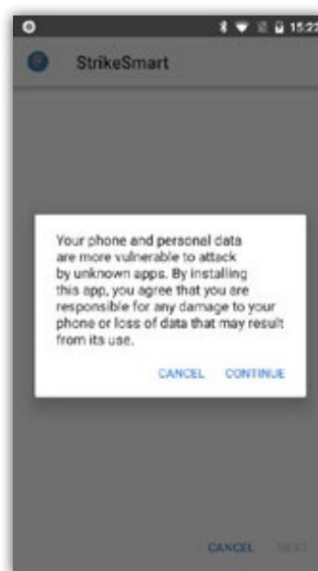 15:22
StrikeSmart
Your phone and personal data
are more vulnerable to attack
by unknown apps. By installing
this app, you agree that you are
responsible for any damage to your
phone or loss of data that may result
from its use.
CANCEL CONTINUE
CANCEL NEXT